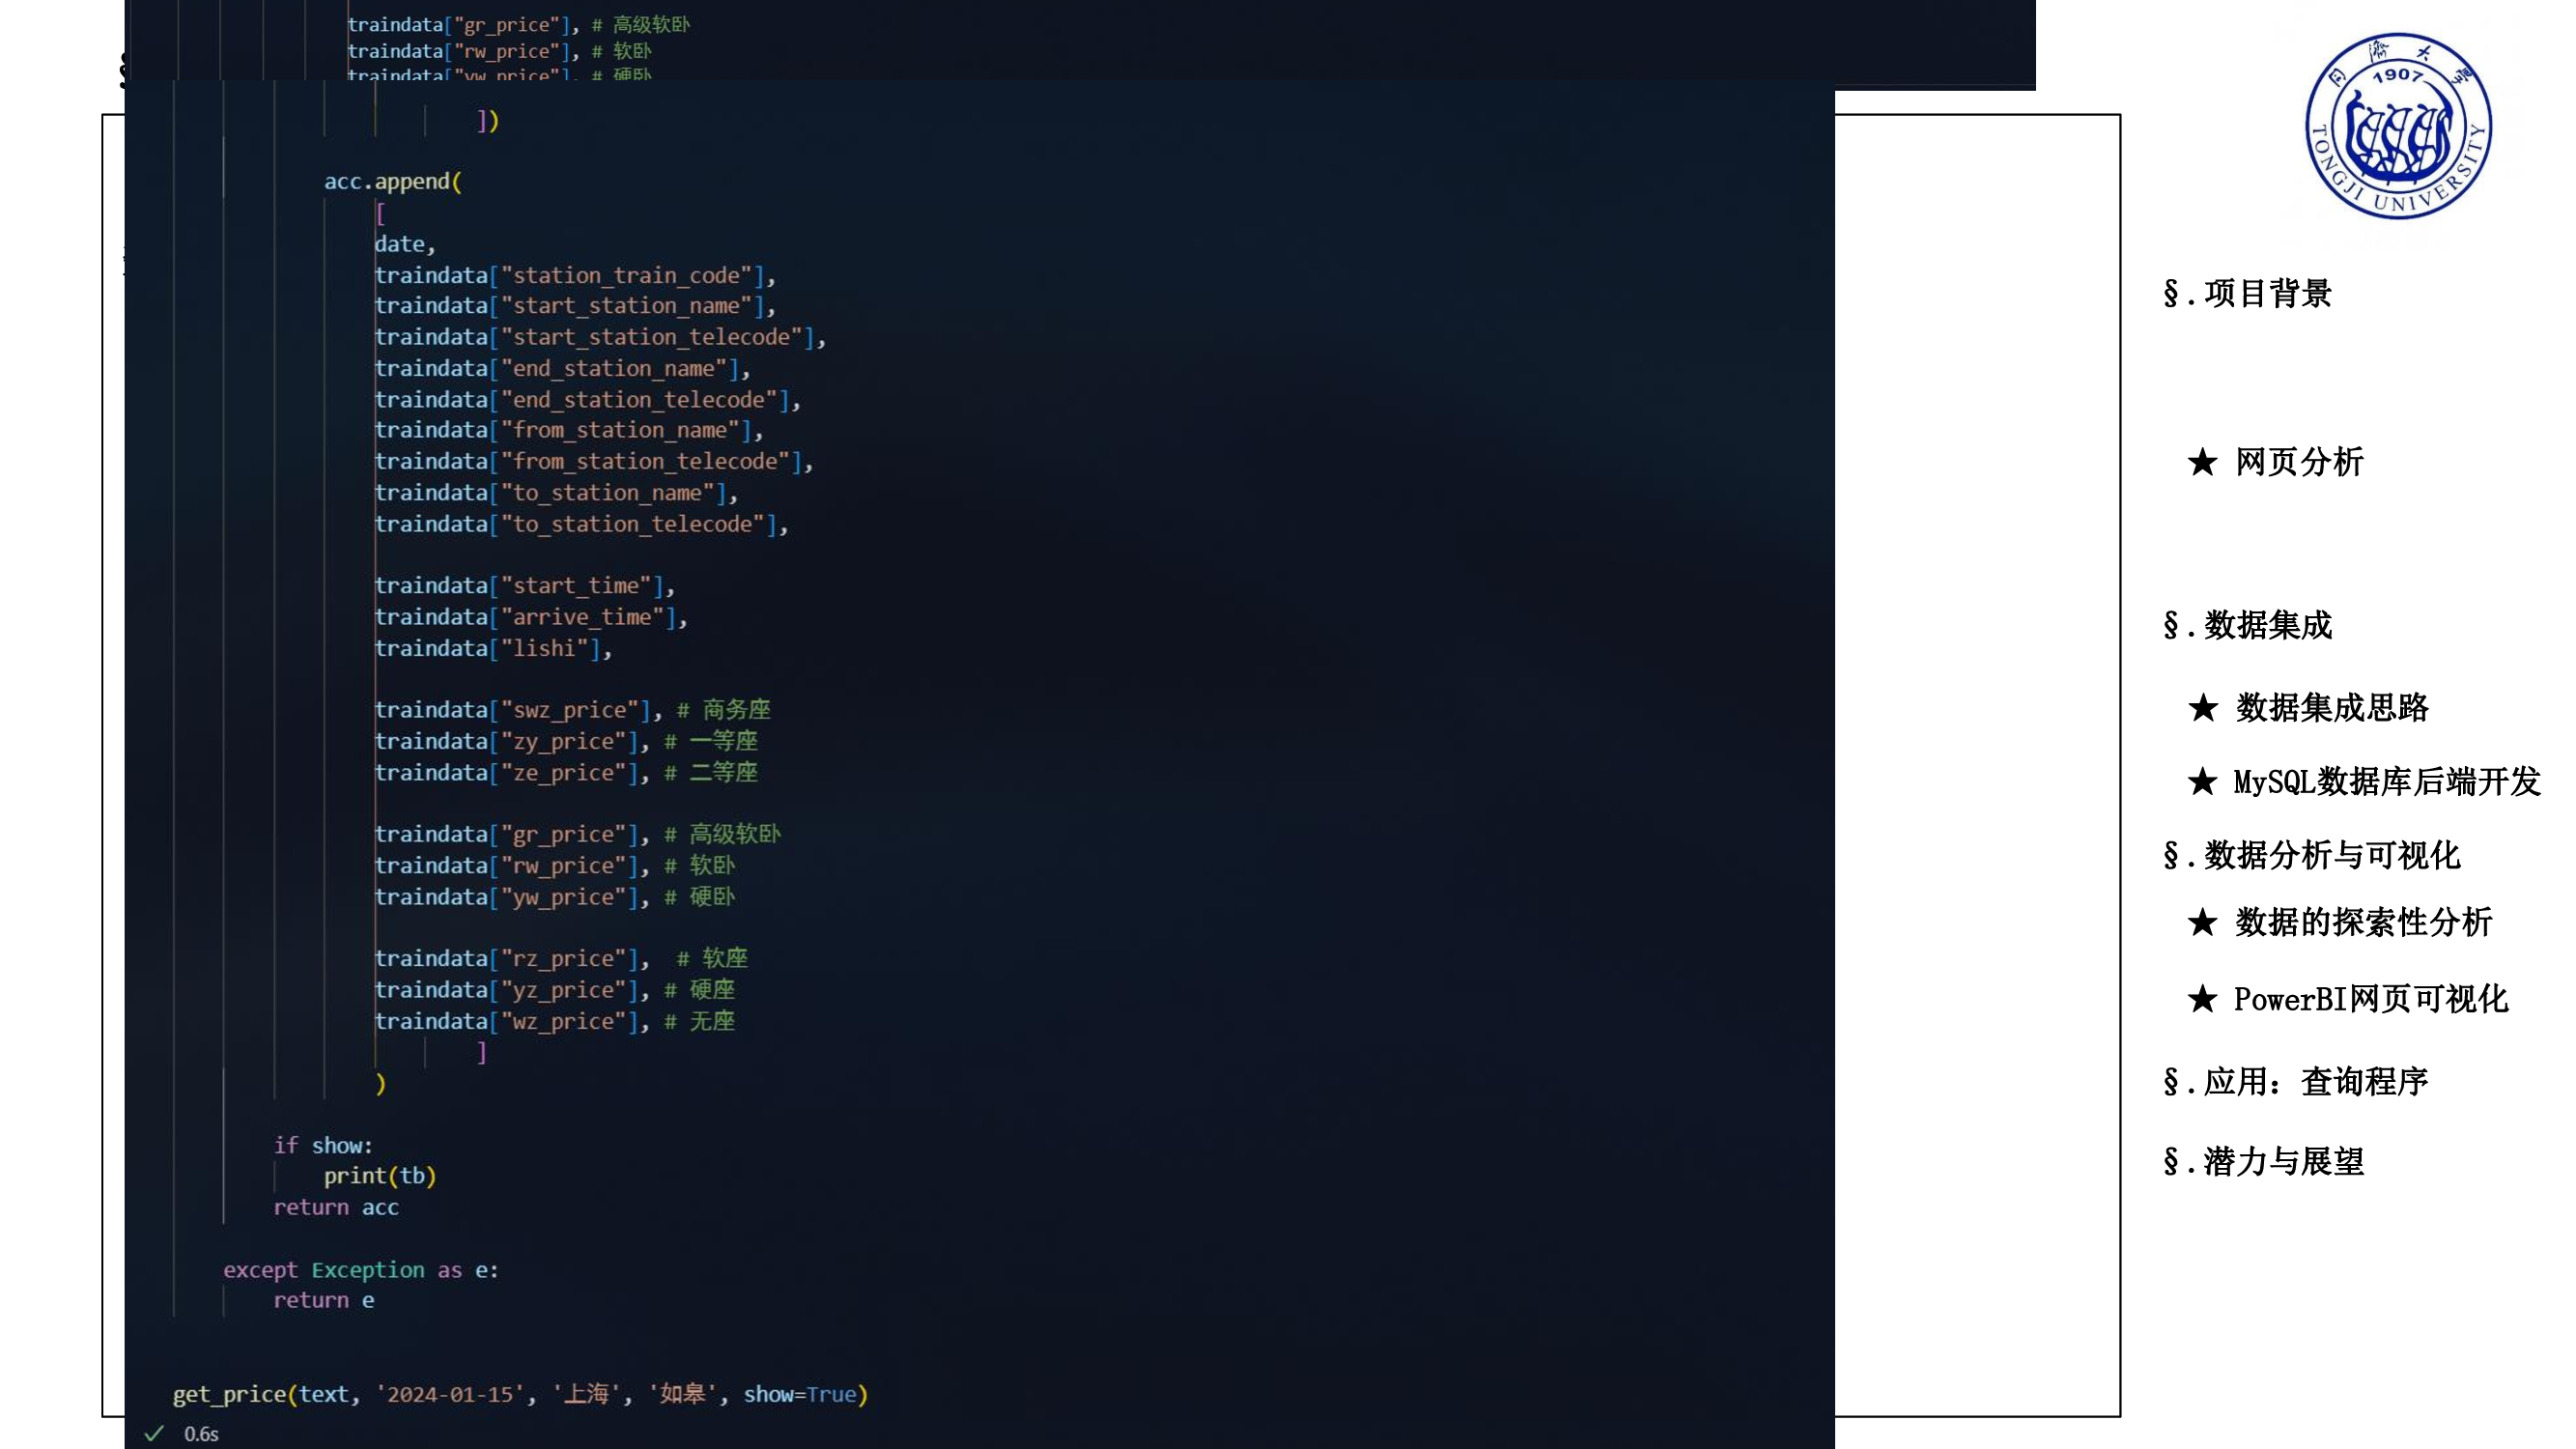 traindata["gr_price"], # 高级软卧
traindata["rw_price"], # 软卧
traindata["yw_price"], # 硬卧
])
acc.append(
[
date,
traindata["station_train_code"],
traindata["start_station_name"],
traindata["start_station_telecode"],
traindata["end_station_name"],
traindata["end_station_telecode"],
traindata["from_station_name"],
traindata["from_station_telecode"],
traindata["to_station_name"],
traindata["to_station_telecode"],
traindata["start_time"],
traindata["arrive_time"],
traindata["lishi"],
traindata["swz_price"], # 商务座
traindata["zy_price"], # 一等座
traindata["ze_price"], # 二等座
traindata["gr_price"], # 高级软卧
traindata["rw_price"], # 软卧
traindata["yw_price"], # 硬卧
traindata["rz_price"],  # 软座
traindata["yz_price"], # 硬座
traindata["wz_price"], # 无座
]
)
if show:
print(tb)
return acc
except Exception as e:
return e
get_price(text, '2024-01-15', '上海', '如皋', show=True)
✓ 0.6s
同濟大學
1907
TONGJI UNIVERSITY
§.项目背景
★ 网页分析
§.数据集成
★ 数据集成思路
★ MySQL数据库后端开发
§.数据分析与可视化
★ 数据的探索性分析
★ PowerBI网页可视化
§.应用：查询程序
§.潜力与展望